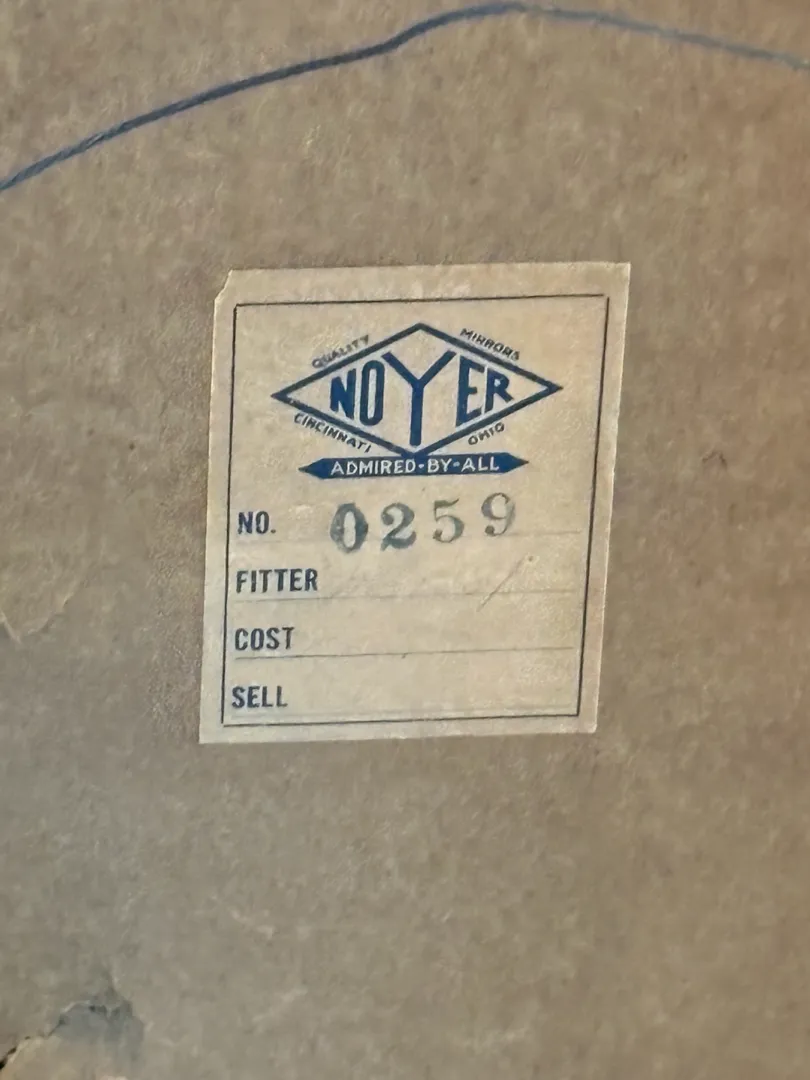 QUALITY MIRRORS
NOYER
CINCINNATI OHIO
ADMIRED-BY-ALL
NO. 0259
FITTER
COST
SELL